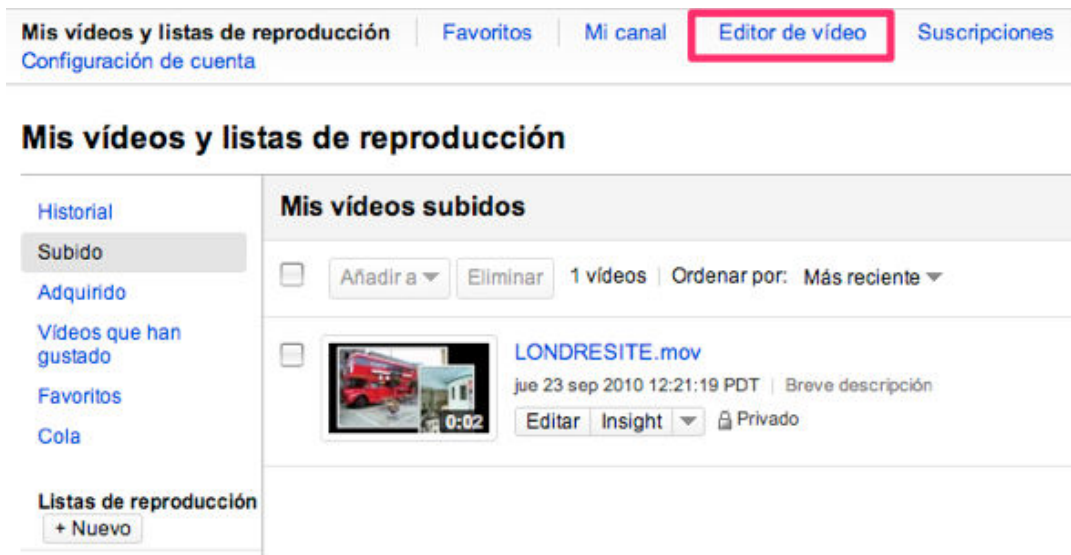 Mis vídeos y listas de reproducción Favoritos Mi canal Editor de vídeo Suscripciones
Configuración de cuenta
Mis vídeos y listas de reproducción
Historial
Subido
Adquirido
Vídeos que han
gustado
Favoritos
Cola
Listas de reproducción
+ Nuevo
Mis vídeos subidos
Añadir a Eliminar 1 vídeos Ordenar por: Más reciente
0:02
LONDRESITE.mov
jue 23 sep 2010 12:21:19 PDT Breve descripción
Editar Insight Privado